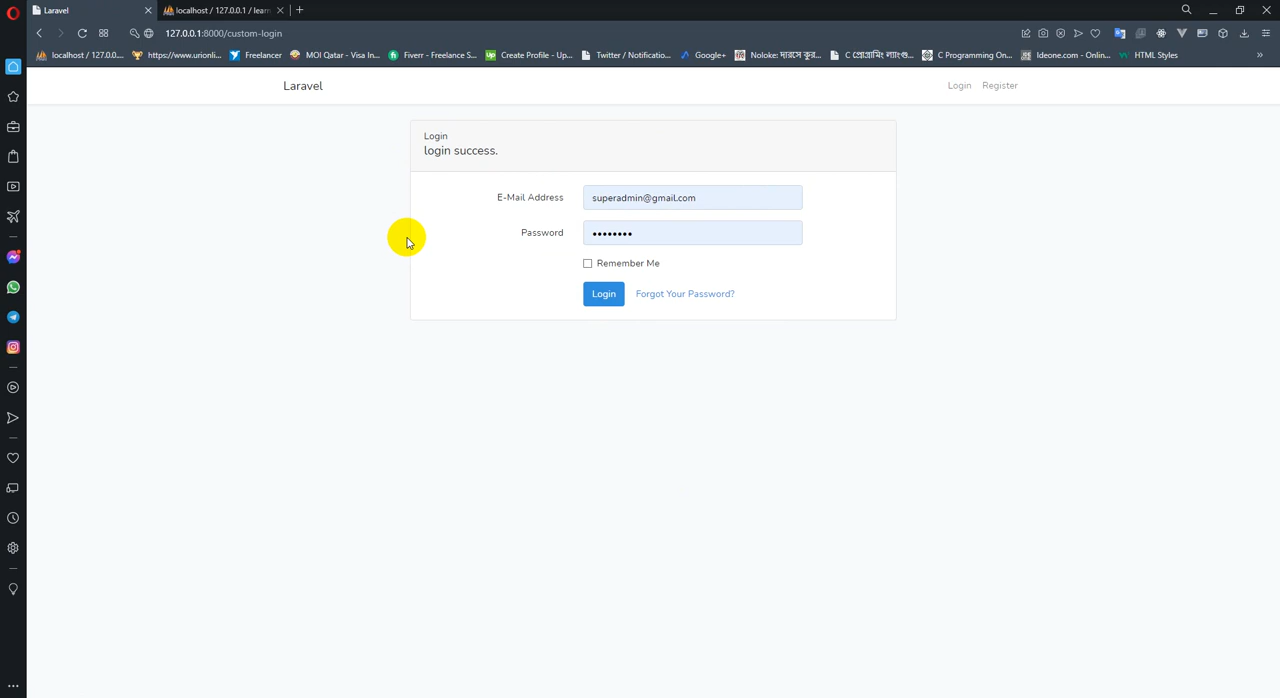 Laravel
localhost / 127.0.0.1 / learn
127.0.0.1:8000/custom-login
localhost / 127.0.0....
https://www.urionli...
Freelancer
MOI Qatar - Visa In...
Fiverr - Freelance S...
Create Profile - Up...
Twitter / Notificatio...
Google+
Noloke: দারসে কুর...
C প্রোগ্রামিং ল্যাংগু...
C Programming On...
Ideone.com - Onlin...
HTML Styles
Laravel
Login
Register
Login
login success.
E-Mail Address
superadmin@gmail.com
Password
Remember Me
Login
Forgot Your Password?